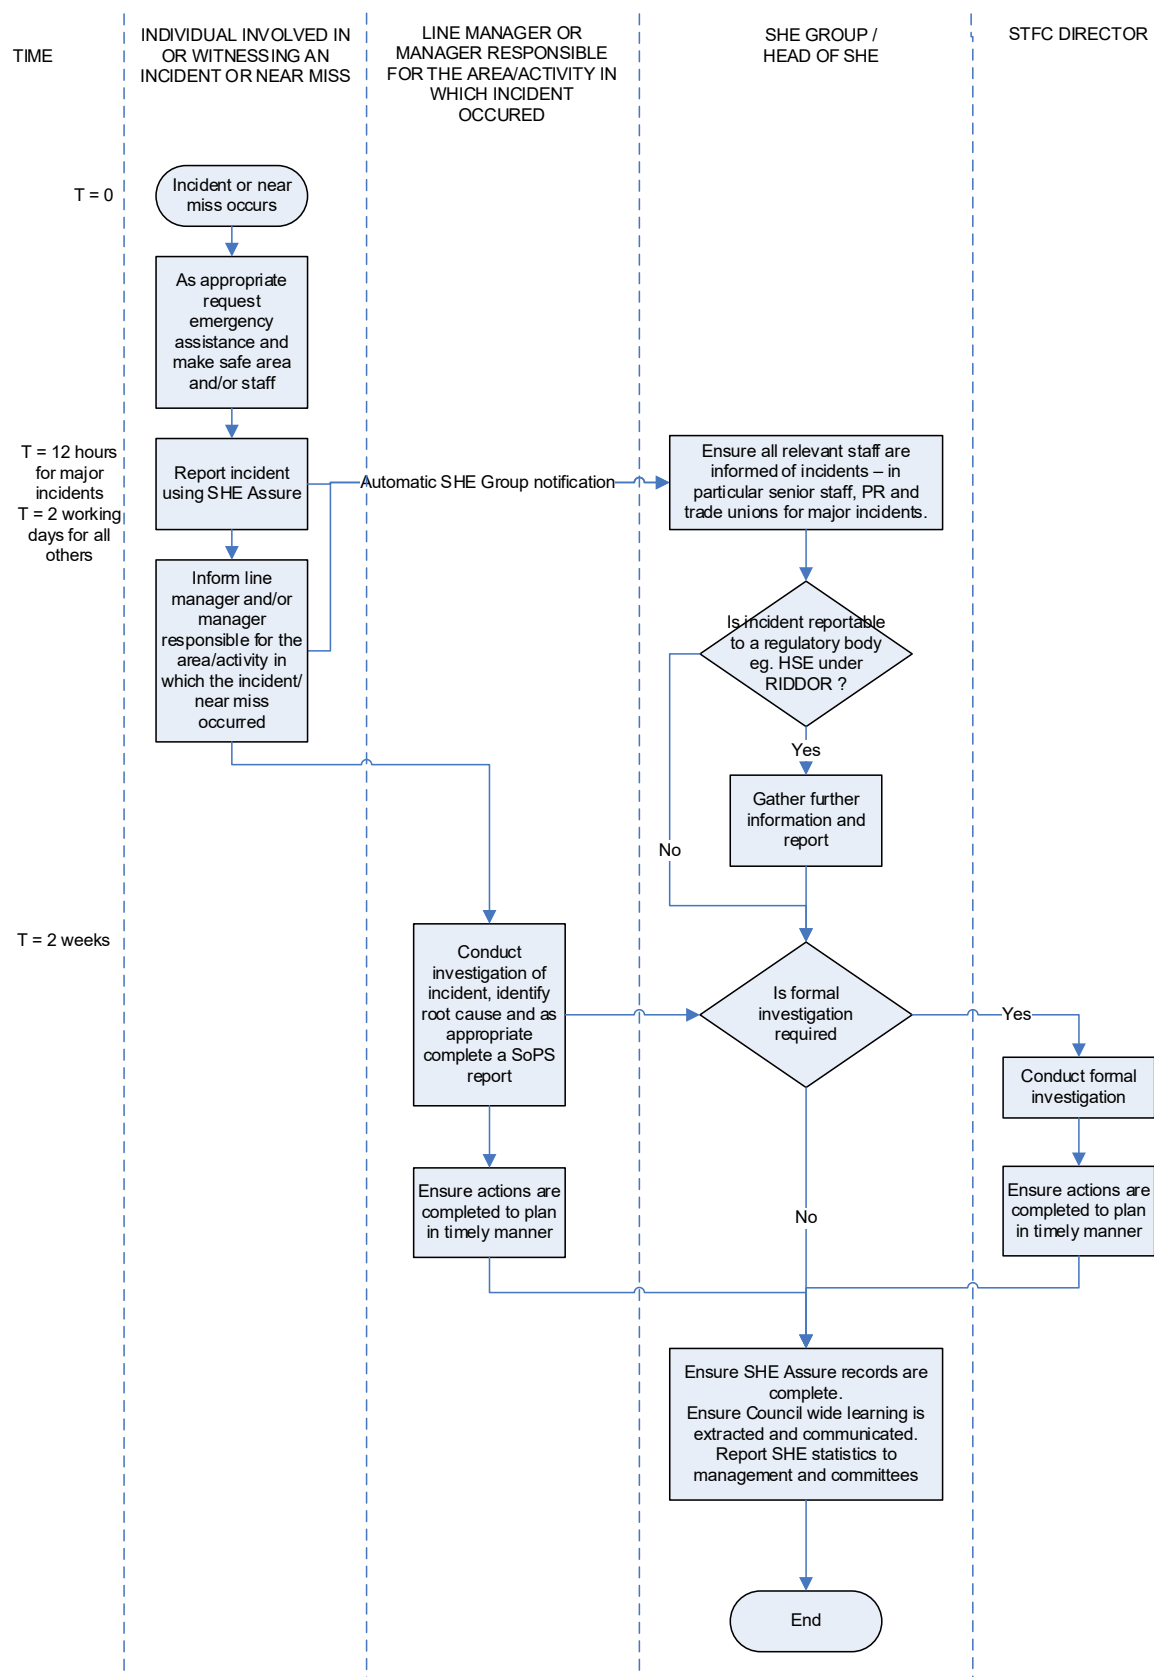 TIME
INDIVIDUAL INVOLVED IN
OR WITNESSING AN
INCIDENT OR NEAR MISS
LINE MANAGER OR
MANAGER RESPONSIBLE
FOR THE AREA/ACTIVITY IN
WHICH INCIDENT
OCCURED
SHE GROUP /
HEAD OF SHE
STFC DIRECTOR
T = 0
Incident or near
miss occurs
As appropriate
request
emergency
assistance and
make safe area
and/or staff
T = 12 hours
for major
incidents
T = 2 working
days for all
others
Report incident
using SHE Assure
Automatic SHE Group notification
Ensure all relevant staff are
informed of incidents – in
particular senior staff, PR and
trade unions for major incidents.
Inform line
manager and/or
manager
responsible for the
area/activity in
which the incident/
near miss
occurred
Is incident reportable
to a regulatory body
eg. HSE under
RIDDOR ?
Yes
Gather further
information and
report
No
T = 2 weeks
Conduct
investigation of
incident, identify
root cause and as
appropriate
complete a SoPS
report
Is formal
investigation
required
Yes
Conduct formal
investigation
Ensure actions are
completed to plan
in timely manner
No
Ensure actions are
completed to plan
in timely manner
Ensure SHE Assure records are
complete.
Ensure Council wide learning is
extracted and communicated.
Report SHE statistics to
management and committees
End